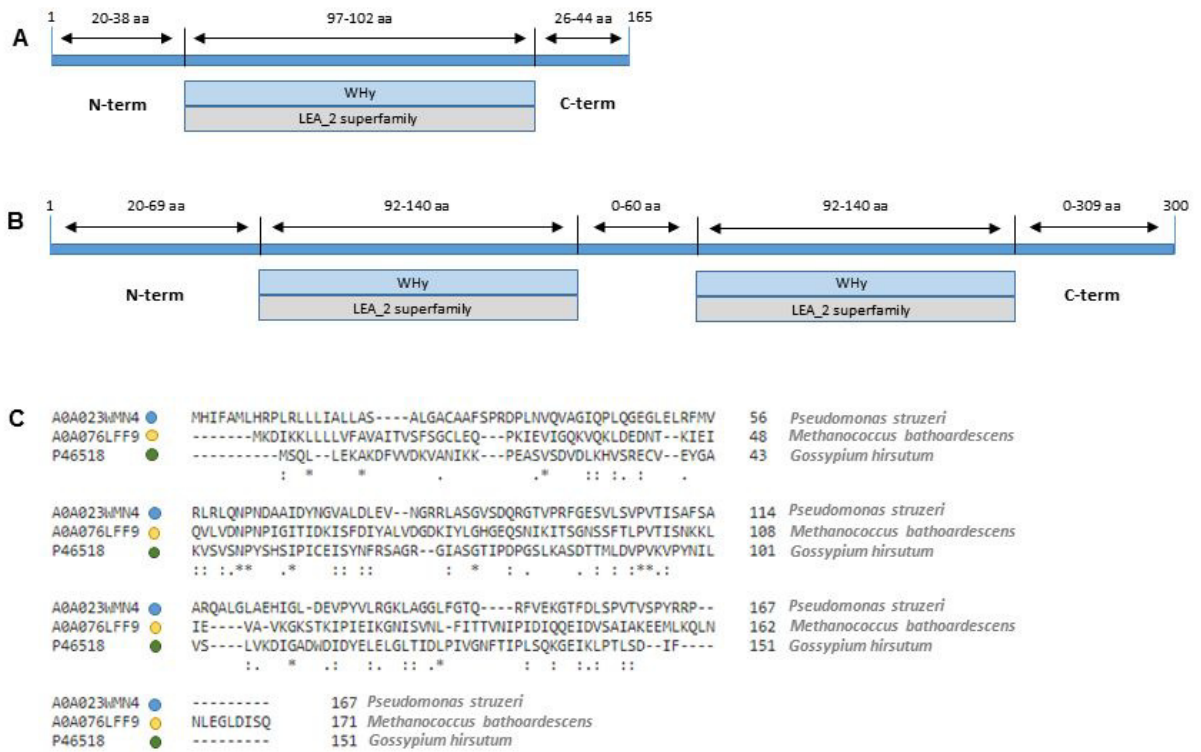 1 20-38 aa 97-102 aa 26-44 aa 165
A
WHy
N-term C-term
LEA_2 superfamily
1 20-69 aa 92-140 aa 0-60 aa 92-140 aa 0-309 aa 300
B
WHy WHy
N-term C-term
LEA_2 superfamily LEA_2 superfamily
C
A0A023WMN4 MHIFAMLHRPLRLLLIALLAS----ALGACAAFSPRDPLNVQVAGIQPLQGEGLELRFMV 56 Pseudomonas struzeri
A0A076LFF9 -------MKDIKKLLLLVFAVAITVSFSGCLEQ---PKIEVIGQKVQKLDEDNT--KIEI 48 Methanococcus bathoardescens
P46518 ---------MSQL--LEKAKDFVVDKVANIKK---PEASVSDVDLKHVSRECV--EYGA 43 Gossypium hirsutum
: * * . .* :: :. : .
A0A023WMN4 RLRLQNPNDAAIDYNGVALDLEV--NGRRLASGVSDQRGTVPRFGESVLSVPVTISAFSA 114 Pseudomonas struzeri
A0A076LFF9 QVLVDNPNPIGITIDKISFDIYALVDGDKIYLGHGEQSNIKITSGNSSFTLPVTISNKKL 108 Methanococcus bathoardescens
P46518 KVSVSNPYSHSIPICEISYNFRSAGR--GIASGTIPDPGSLKASDTTMLDVPVKVPYNIL 101 Gossypium hirsutum
:: :.** .* :: :: : * : . .: : :**.:
A0A023WMN4 ARQALGLAEHIGL-DEVPYVLRGKLAGGLFGTQ----RFVEKGTFDLSPVTVSPYRRP-- 167 Pseudomonas struzeri
A0A076LFF9 IE----VA-VKGKSTKIPIEIKGNISVNL-FITTVNIPIDIQQEIDVSAIAKEEMLKQLN 162 Methanococcus bathoardescens
P46518 VS----LVKDIGADWDIDYELELGLTIDLPIVGNFTIPLSQKGEIKLPTLSD--IF---- 151 Gossypium hirsutum
:. * .: :. :: .* : : :.: ::
A0A023WMN4 --------- 167 Pseudomonas struzeri
A0A076LFF9 NLEGLDISQ 171 Methanococcus bathoardescens
P46518 --------- 151 Gossypium hirsutum